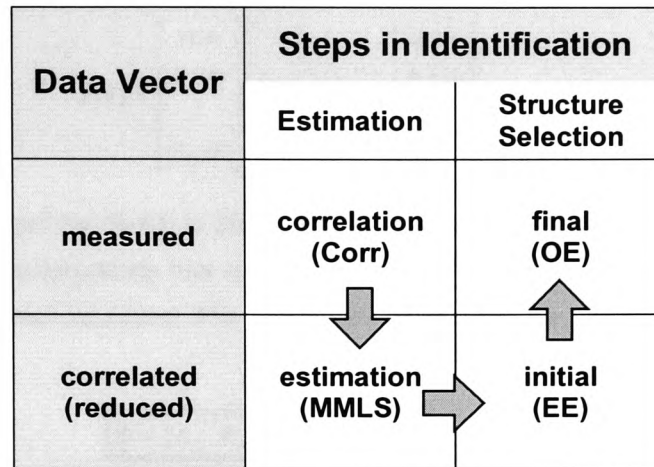 Data Vector
Steps in Identification
Estimation
Structure
Selection
measured
correlation
(Corr)
final
(OE)
correlated
(reduced)
estimation
(MMLS)
initial
(EE)